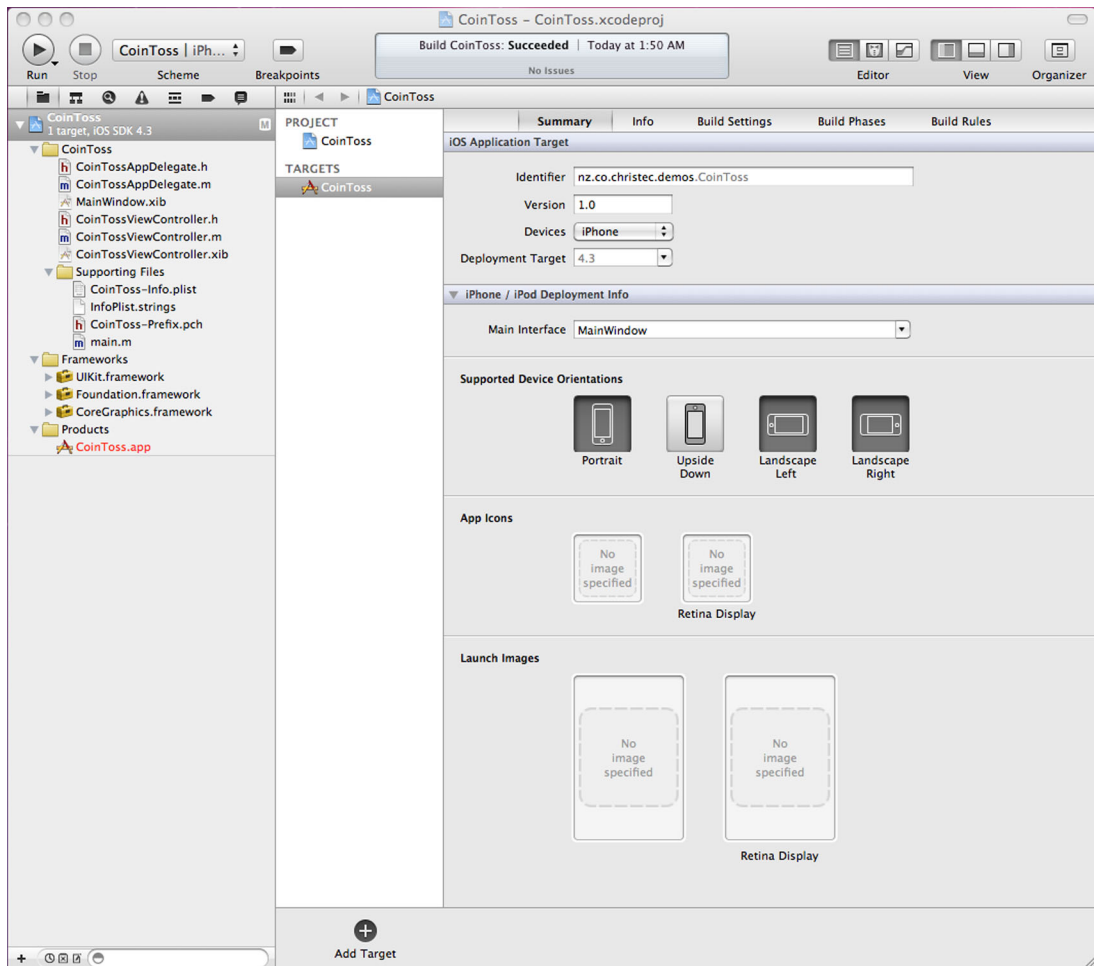 CoinToss - CoinToss.xcodeproj
Run
Stop
CoinToss | iPh...
Scheme
Breakpoints
Build CoinToss: Succeeded | Today at 1:50 AM
No Issues
Editor
View
Organizer
CoinToss
CoinToss
1 target, iOS SDK 4.3
M
CoinToss
h CoinTossAppDelegate.h
m CoinTossAppDelegate.m
MainWindow.xib
h CoinTossViewController.h
m CoinTossViewController.m
CoinTossViewController.xib
Supporting Files
CoinToss-Info.plist
InfoPlist.strings
h CoinToss-Prefix.pch
m main.m
Frameworks
UIKit.framework
Foundation.framework
CoreGraphics.framework
Products
CoinToss.app
PROJECT
CoinToss
TARGETS
CoinToss
Summary
Info
Build Settings
Build Phases
Build Rules
iOS Application Target
Identifier nz.co.christec.demos.CoinToss
Version 1.0
Devices iPhone
Deployment Target 4.3
iPhone / iPod Deployment Info
Main Interface MainWindow
Supported Device Orientations
Portrait
Upside
Down
Landscape
Left
Landscape
Right
App Icons
No
image
specified
No
image
specified
Retina Display
Launch Images
No
image
specified
No
image
specified
Retina Display
Add Target